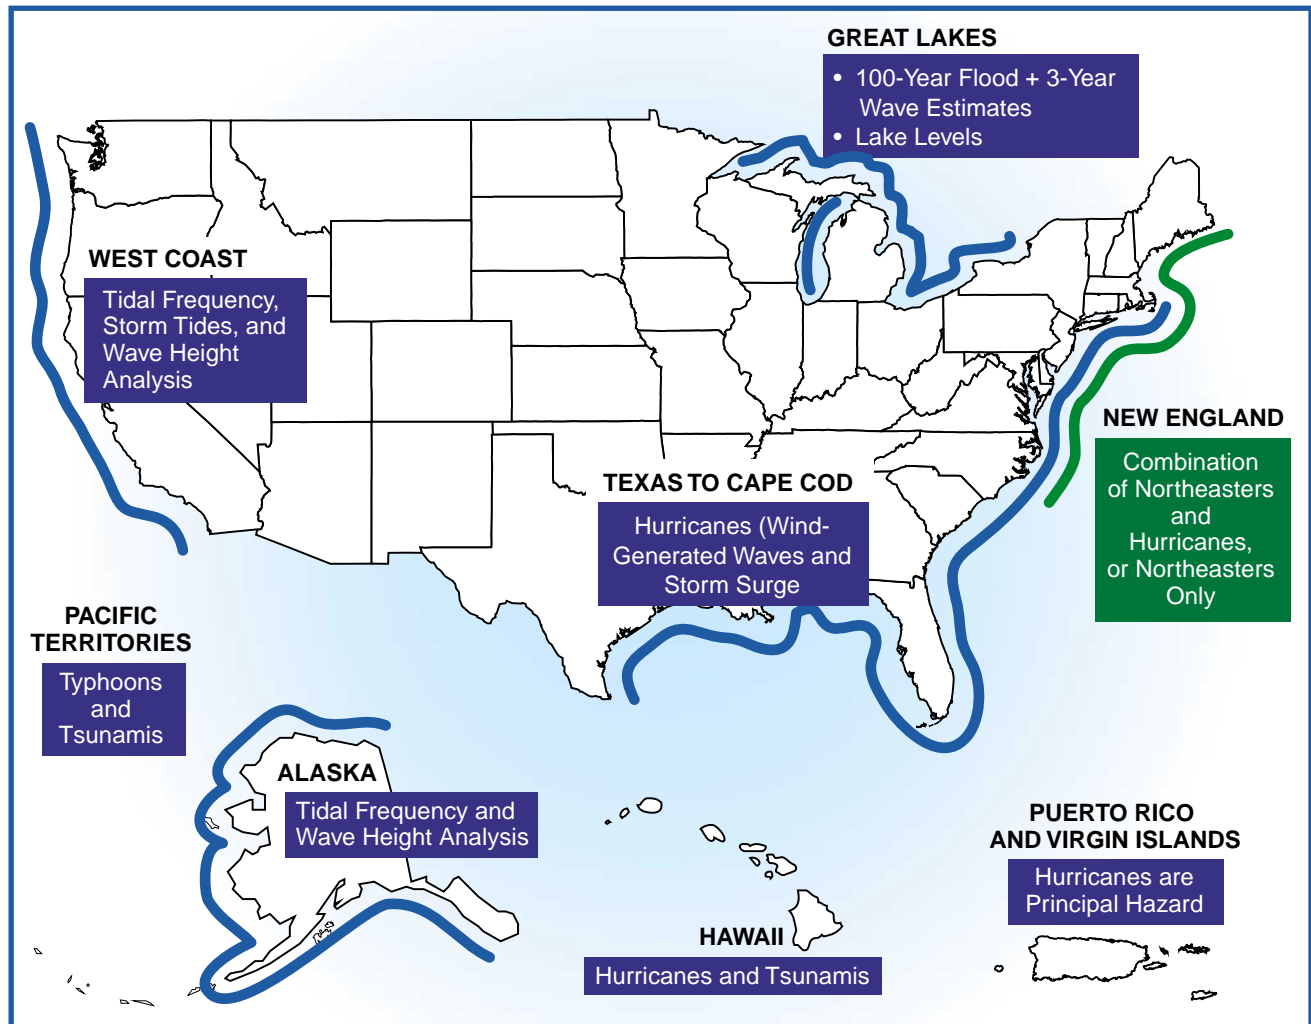 GREAT LAKES
• 100-Year Flood + 3-Year
Wave Estimates
• Lake Levels
WEST COAST
Tidal Frequency,
Storm Tides, and
Wave Height
Analysis
NEW ENGLAND
Combination
of Northeasters
and
Hurricanes,
or Northeasters
Only
TEXAS TO CAPE COD
Hurricanes (Wind-
Generated Waves and
Storm Surge
PACIFIC
TERRITORIES
Typhoons
and
Tsunamis
ALASKA
Tidal Frequency and
Wave Height Analysis
HAWAII
Hurricanes and Tsunamis
PUERTO RICO
AND VIRGIN ISLANDS
Hurricanes are
Principal Hazard